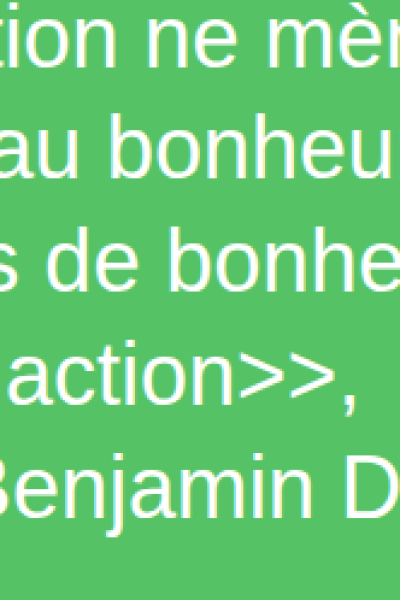 tion ne mèn
au bonheu
s de bonhe
action>>,
Benjamin D